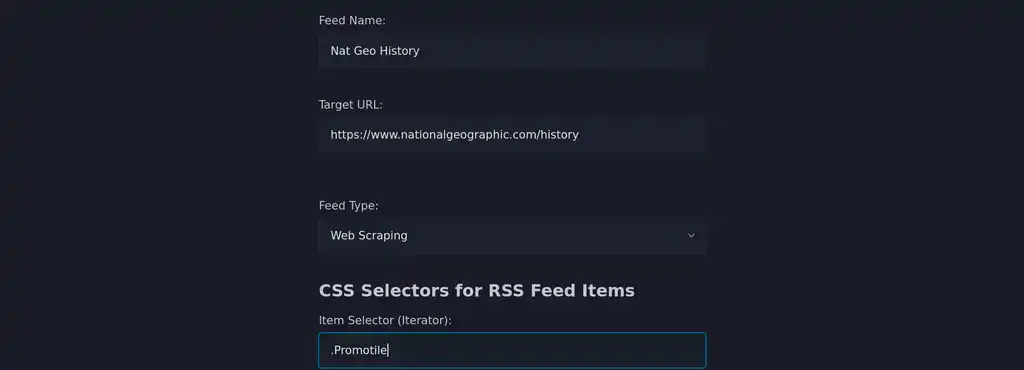 Feed Name:
Nat Geo History
Target URL:
https://www.nationalgeographic.com/history
Feed Type:
Web Scraping
CSS Selectors for RSS Feed Items
Item Selector (Iterator):
.Promotile